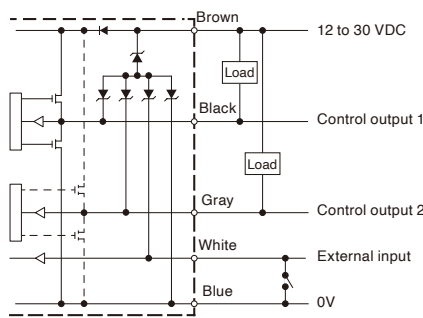 Brown
12 to 30 VDC
Load
Black
Control output 1
Load
Gray
Control output 2
White
External input
Blue
0V